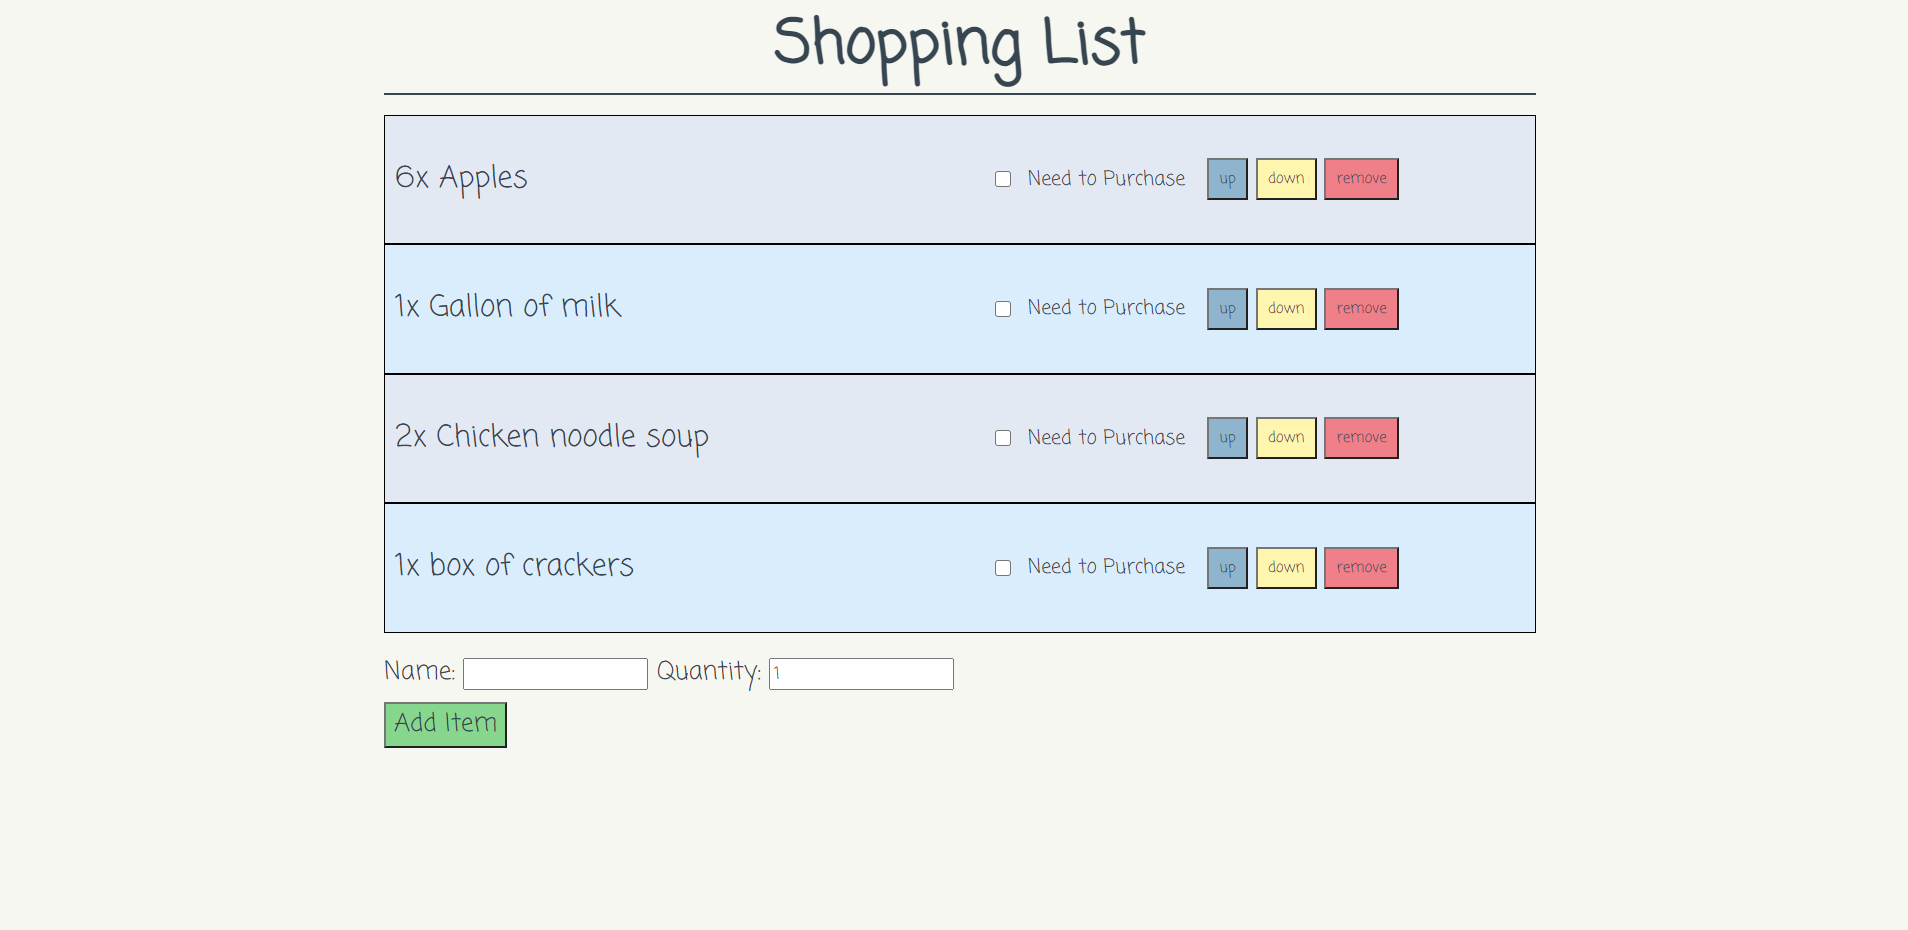 Shopping List
6x Apples Need to Purchase up down remove
1x Gallon of milk Need to Purchase up down remove
2x Chicken noodle soup Need to Purchase up down remove
1x box of crackers Need to Purchase up down remove
Name: Quantity: 1
Add Item